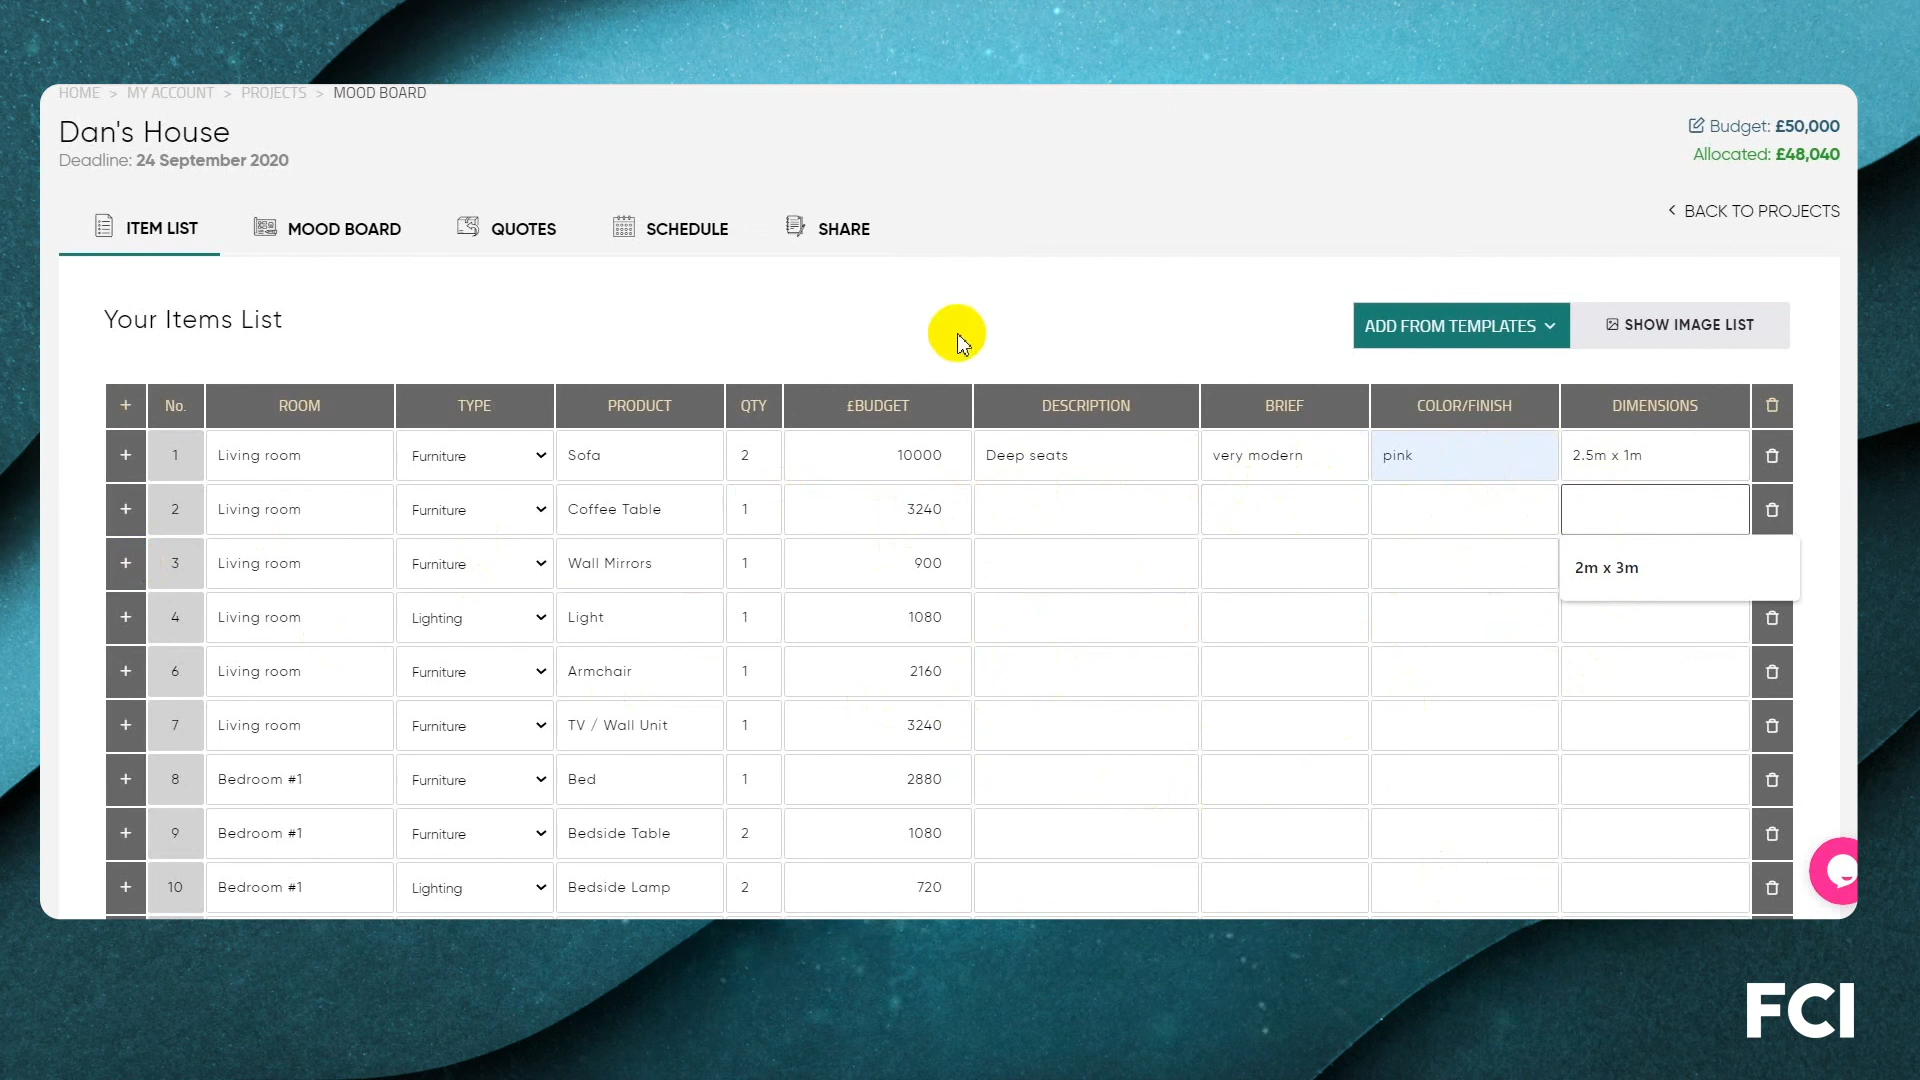 HOME > MY ACCOUNT > PROJECTS > MOOD BOARD
Dan's House
Deadline: 24 September 2020
Budget: £50,000
Allocated: £48,040
< BACK TO PROJECTS
ITEM LIST MOOD BOARD QUOTES SCHEDULE SHARE
Your Items List
ADD FROM TEMPLATES SHOW IMAGE LIST
+ No. ROOM TYPE PRODUCT QTY £BUDGET DESCRIPTION BRIEF COLOR/FINISH DIMENSIONS
+ 1 Living room Furniture Sofa 2 10000 Deep seats very modern pink 2.5m x 1m
+ 2 Living room Furniture Coffee Table 1 3240
+ 3 Living room Furniture Wall Mirrors 1 900
2m x 3m
+ 4 Living room Lighting Light 1 1080
+ 6 Living room Furniture Armchair 1 2160
+ 7 Living room Furniture TV / Wall Unit 1 3240
+ 8 Bedroom #1 Furniture Bed 1 2880
+ 9 Bedroom #1 Furniture Bedside Table 2 1080
+ 10 Bedroom #1 Lighting Bedside Lamp 2 720
FCI